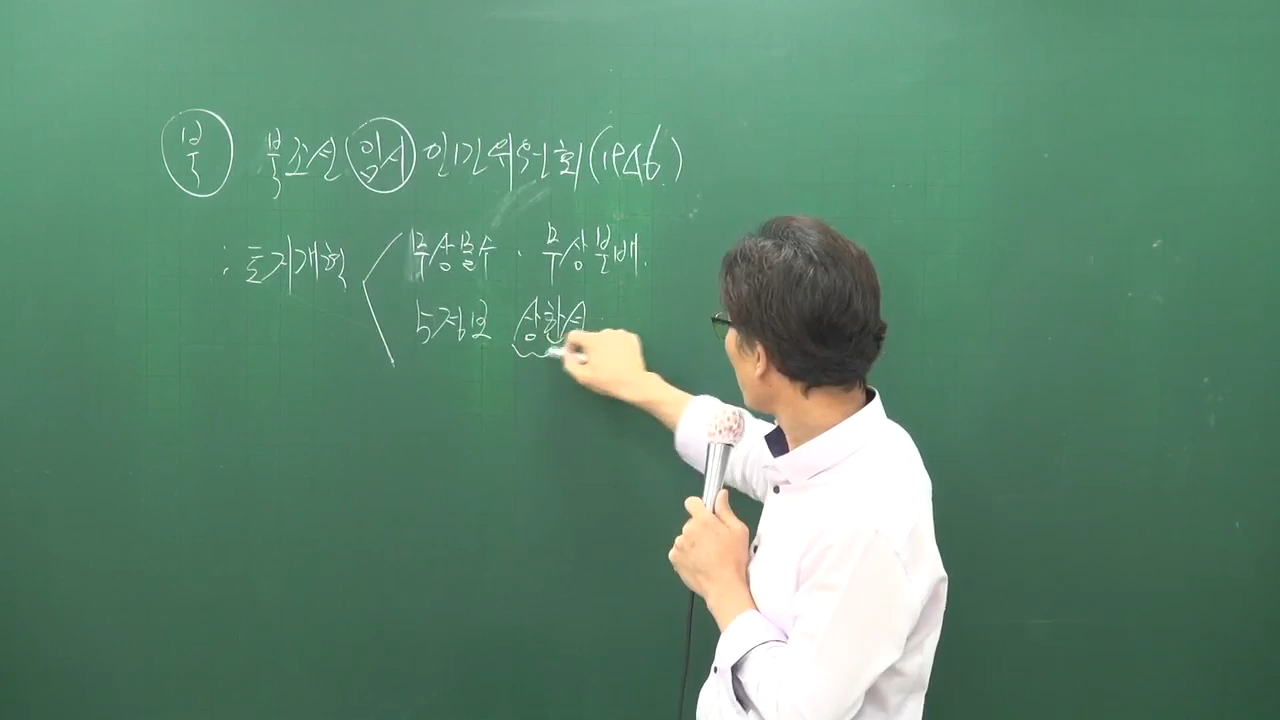 북 북조선 임시 인민위원회(1946)
: 토지개혁 무상몰수 · 무상분배.
5정보 상한선